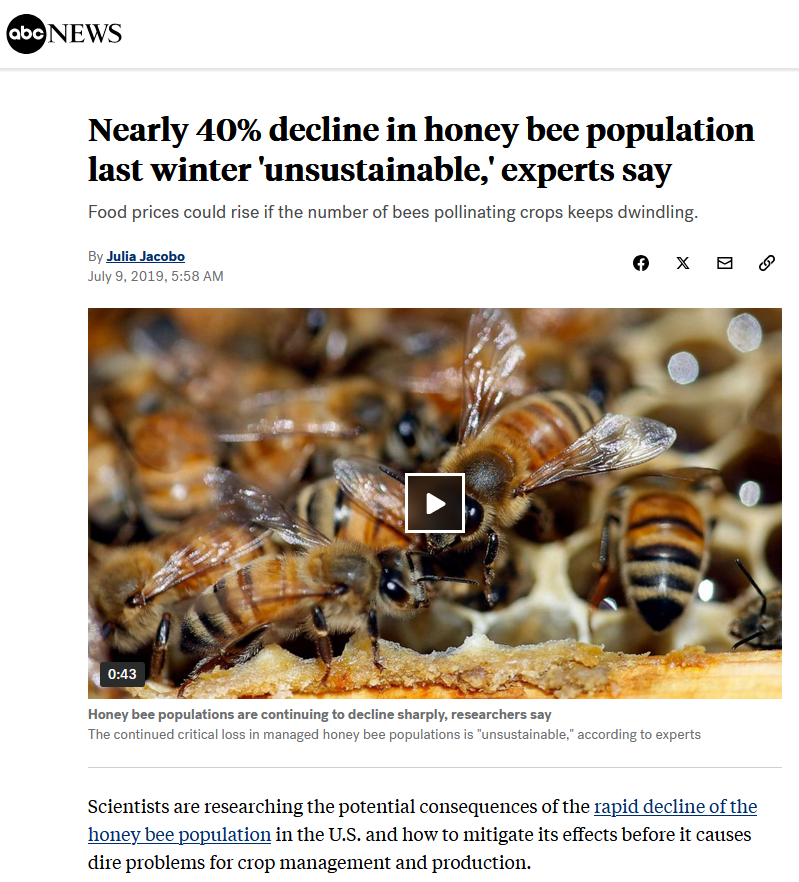 abc NEWS
Nearly 40% decline in honey bee population
last winter 'unsustainable,' experts say
Food prices could rise if the number of bees pollinating crops keeps dwindling.
By Julia Jacobo
July 9, 2019, 5:58 AM
0:43
Honey bee populations are continuing to decline sharply, researchers say
The continued critical loss in managed honey bee populations is "unsustainable," according to experts
Scientists are researching the potential consequences of the rapid decline of the
honey bee population in the U.S. and how to mitigate its effects before it causes
dire problems for crop management and production.